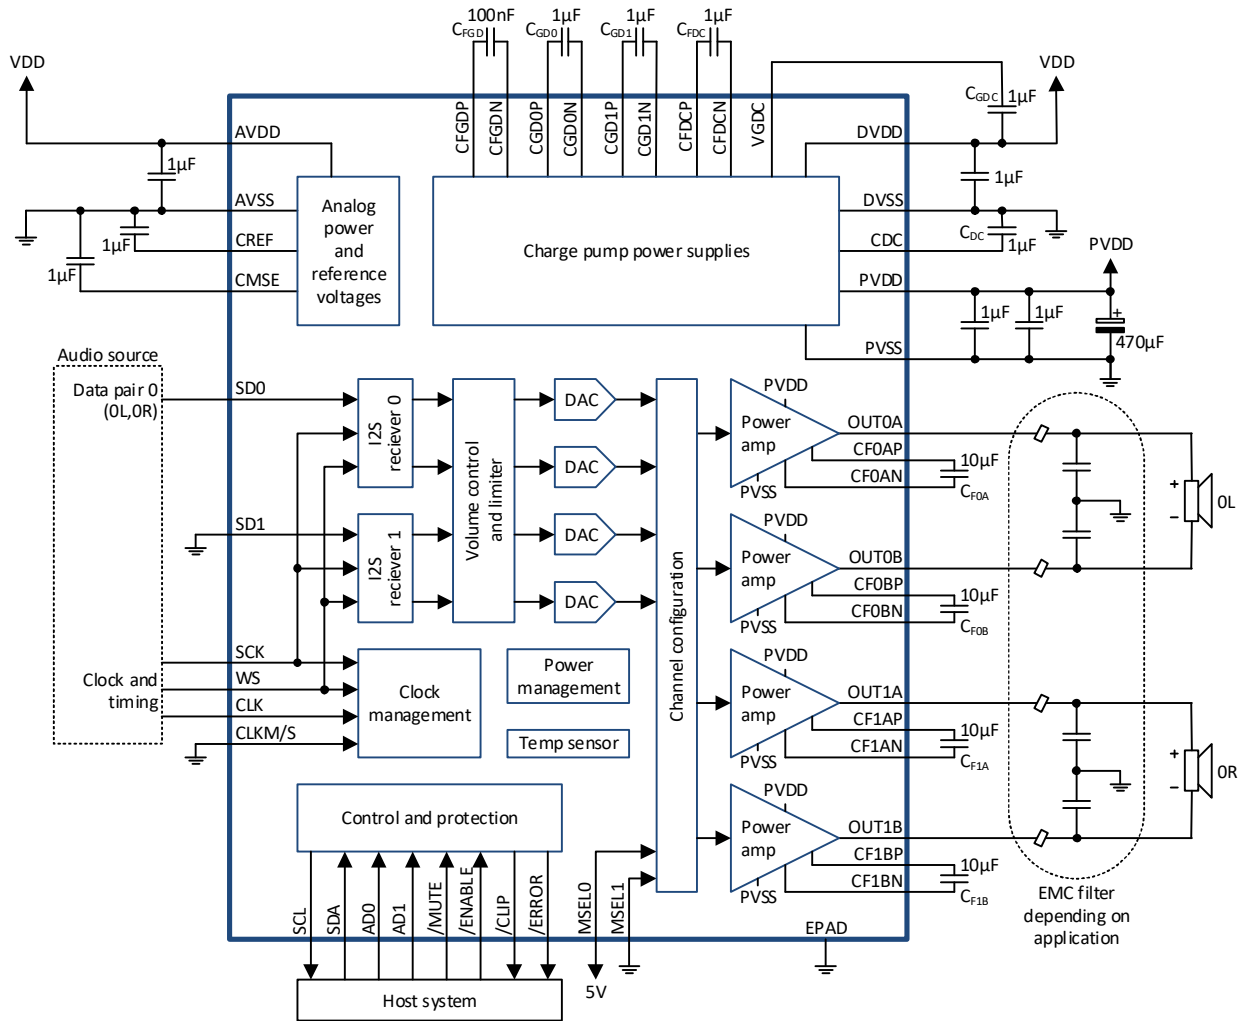 100nF
1µF
1µF
1µF
CFGD
CGD0
CGD1
CFDC
VDD
VDD
CFGDP
CFGDN
CGD0P
CGD0N
CGD1P
CGD1N
CFDCP
CFDCN
VGDC
CGDC
1µF
AVDD
1µF
AVSS
1µF
CREF
1µF
CMSE
Analog
power
and
reference
voltages
Charge pump power supplies
DVDD
1µF
DVSS
CDC
1µF
CDC
PVDD
PVDD
1µF
1µF
+
470µF
PVSS
Audio source
Data pair 0
(0L,0R)
SD0
I2S
reciever 0
SD1
I2S
reciever 1
Volume control
and limiter
DAC
DAC
DAC
DAC
Channel configuration
PVDD
Power
amp
PVSS
OUT0A
CF0AP
CF0AN
10µF
CF0A
PVDD
Power
amp
PVSS
OUT0B
CF0BP
CF0BN
10µF
CF0B
+
−
0L
Clock and
timing
SCK
WS
CLK
CLKM/S
Clock
management
Power
management
Temp sensor
PVDD
Power
amp
PVSS
OUT1A
CF1AP
CF1AN
10µF
CF1A
PVDD
Power
amp
PVSS
OUT1B
CF1BP
CF1BN
10µF
CF1B
+
−
0R
EMC filter
depending on
application
Control and protection
SCL
SDA
AD0
AD1
/MUTE
/ENABLE
/CLIP
/ERROR
MSEL0
MSEL1
5V
EPAD
Host system